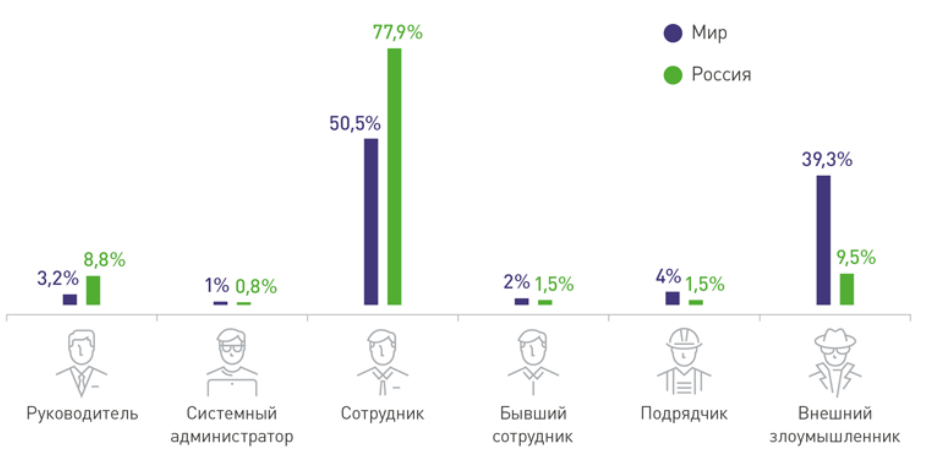 77,9%
Мир
Россия
50,5%
39,3%
3,2%
8,8%
1%
0,8%
2%
1,5%
4%
1,5%
9,5%
Руководитель
Системный
администратор
Сотрудник
Бывший
сотрудник
Подрядчик
Внешний
злоумышленник